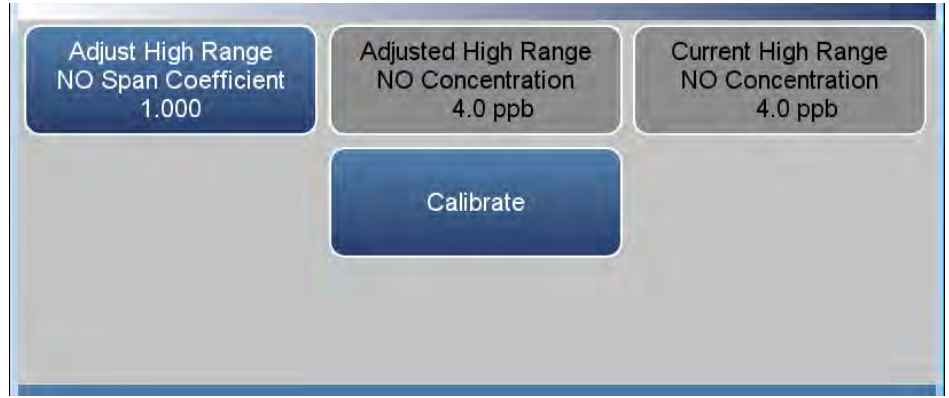 Adjust High Range
NO Span Coefficient
1.000
Adjusted High Range
NO Concentration
4.0 ppb
Current High Range
NO Concentration
4.0 ppb
Calibrate